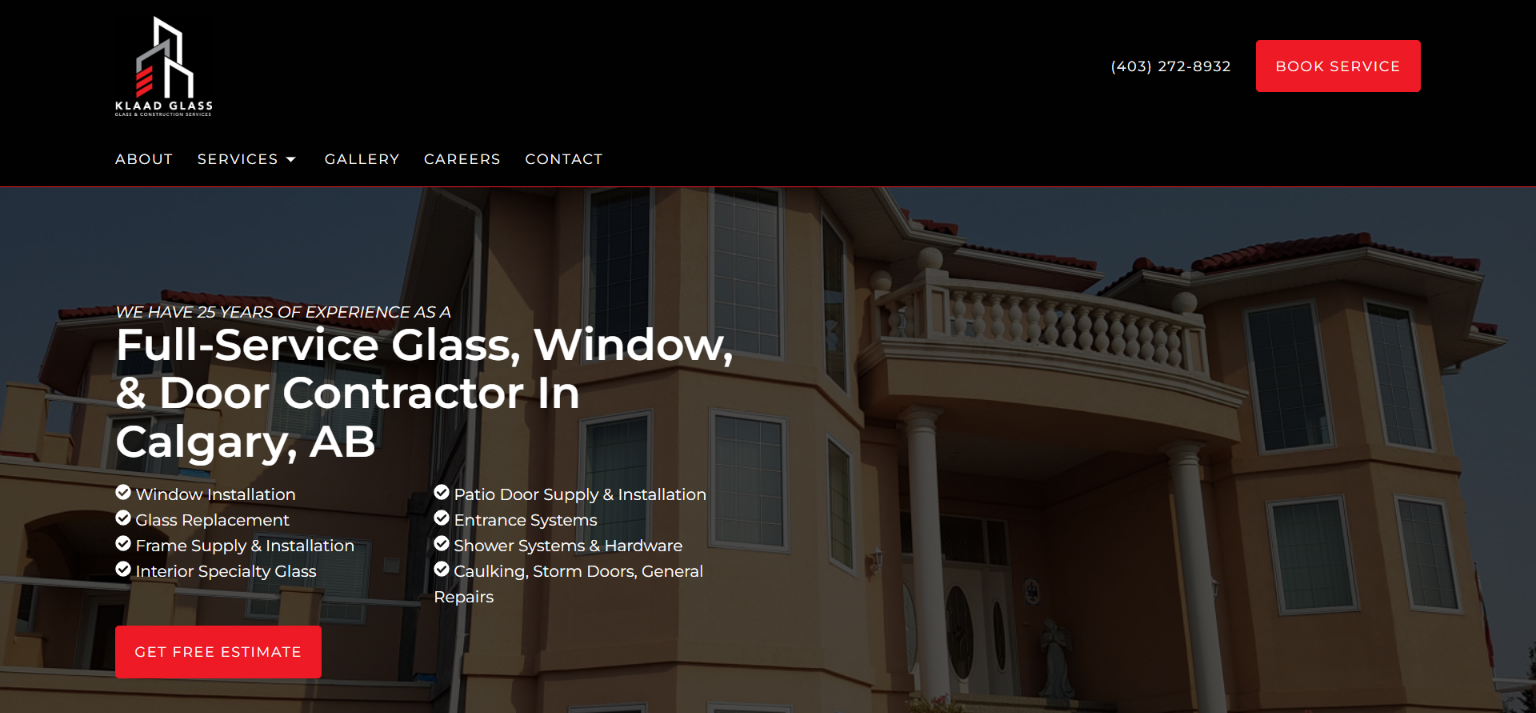 KLAAD GLASS
GLASS & CONSTRUCTION SERVICES
(403) 272-8932
BOOK SERVICE
ABOUT SERVICES GALLERY CAREERS CONTACT
WE HAVE 25 YEARS OF EXPERIENCE AS A
Full-Service Glass, Window,
& Door Contractor In
Calgary, AB
Window Installation
Glass Replacement
Frame Supply & Installation
Interior Specialty Glass
Patio Door Supply & Installation
Entrance Systems
Shower Systems & Hardware
Caulking, Storm Doors, General
Repairs
GET FREE ESTIMATE